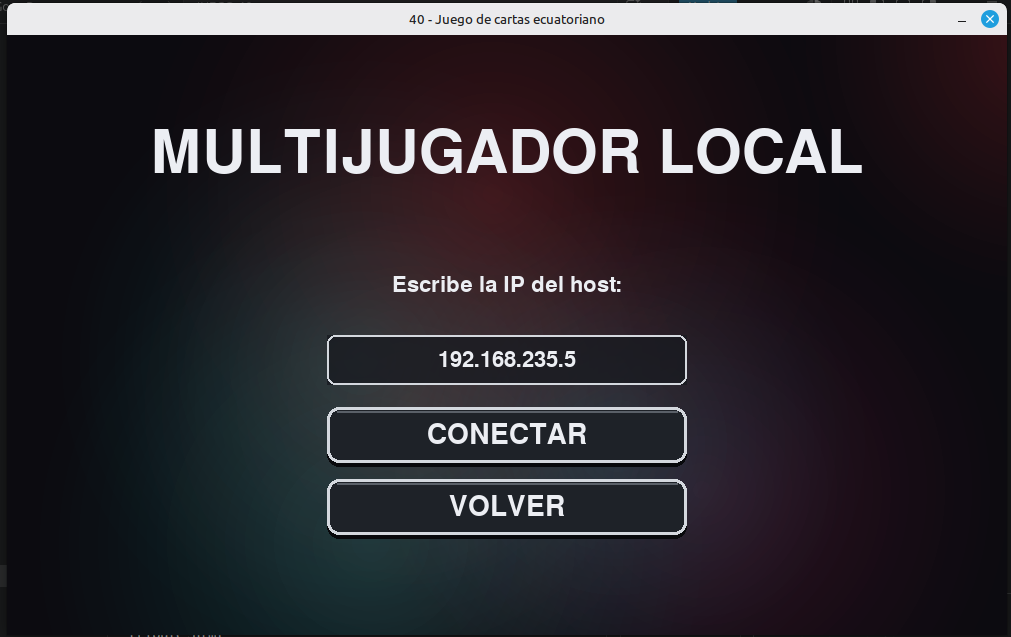 40 - Juego de cartas ecuatoriano
MULTIJUGADOR LOCAL
Escribe la IP del host:
192.168.235.5
CONECTAR
VOLVER